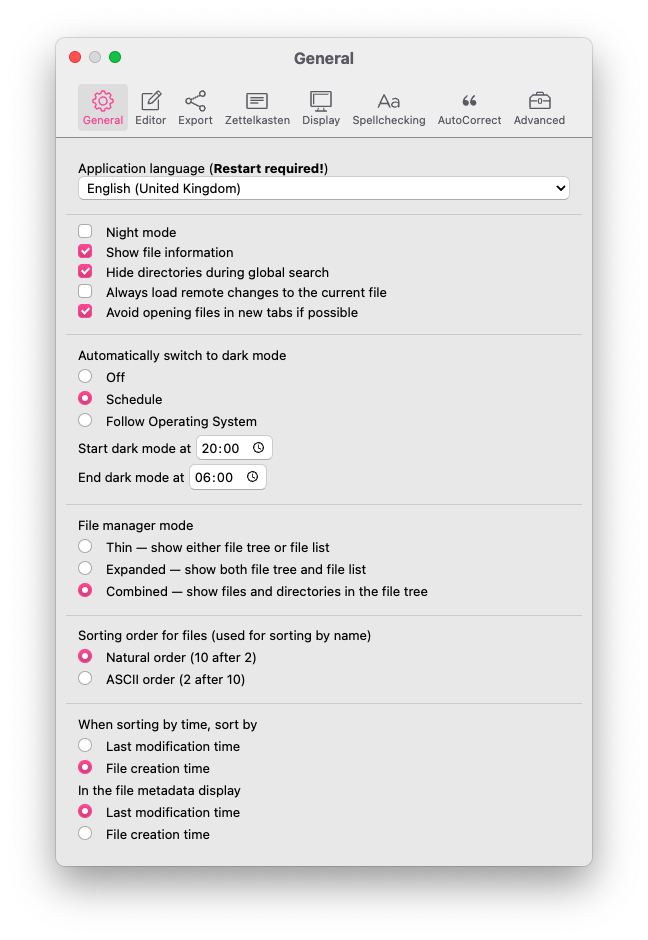 General
General Editor Export Zettelkasten Display Spellchecking AutoCorrect Advanced
Application language (Restart required!)
English (United Kingdom)
Night mode
Show file information
Hide directories during global search
Always load remote changes to the current file
Avoid opening files in new tabs if possible
Automatically switch to dark mode
Off
Schedule
Follow Operating System
Start dark mode at 20:00
End dark mode at 06:00
File manager mode
Thin — show either file tree or file list
Expanded — show both file tree and file list
Combined — show files and directories in the file tree
Sorting order for files (used for sorting by name)
Natural order (10 after 2)
ASCII order (2 after 10)
When sorting by time, sort by
Last modification time
File creation time
In the file metadata display
Last modification time
File creation time